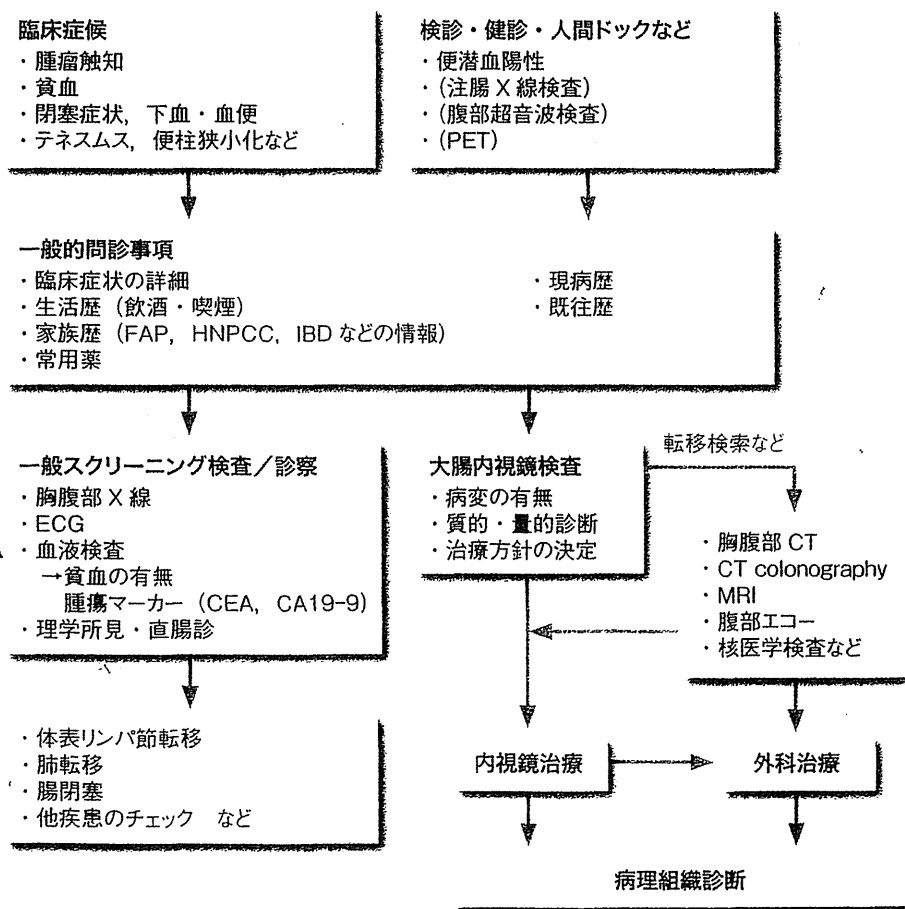 臨床症候
・腫瘤触知
・貧血
・閉塞症状，下血・血便
・テネスムス，便柱狭小化など
検診・健診・人間ドックなど
・便潜血陽性
・(注腸 X 線検査)
・(腹部超音波検査)
・(PET)
一般的問診事項
・臨床症状の詳細
・生活歴（飲酒・喫煙）
・家族歴（FAP，HNPCC，IBD などの情報）
・常用薬
・現病歴
・既往歴
一般スクリーニング検査／診察
・胸腹部 X 線
・ECG
・血液検査
→貧血の有無
腫瘍マーカー（CEA，CA19-9）
・理学所見・直腸診
大腸内視鏡検査
・病変の有無
・質的・量的診断
・治療方針の決定
転移検索など
・胸腹部 CT
・CT colonography
・MRI
・腹部エコー
・核医学検査など
・体表リンパ節転移
・肺転移
・腸閉塞
・他疾患のチェック　など
内視鏡治療
外科治療
病理組織診断